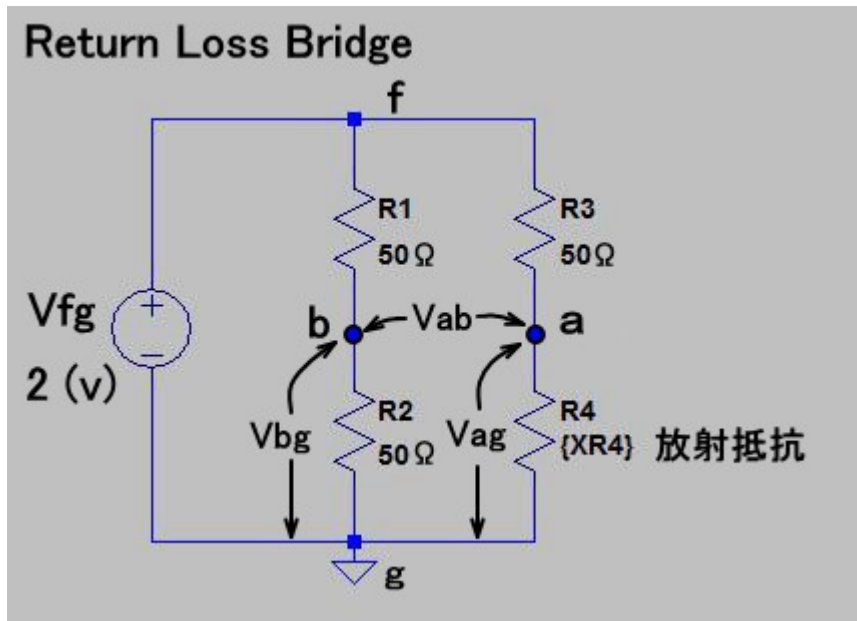 Return Loss Bridge
f
R1
50Ω
R3
50Ω
Vfg
2 (v)
+
−
b
Vab
a
Vbg
R2
50Ω
Vag
R4
{XR4} 放射抵抗
g